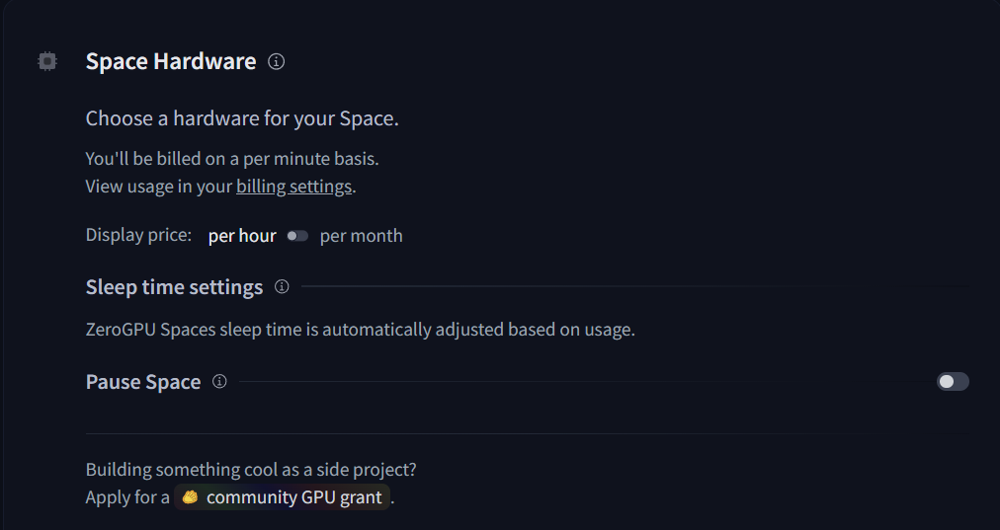 Space Hardware
Choose a hardware for your Space.
You'll be billed on a per minute basis.
View usage in your billing settings.
Display price: per hour per month
Sleep time settings
ZeroGPU Spaces sleep time is automatically adjusted based on usage.
Pause Space
Building something cool as a side project?
Apply for a community GPU grant.